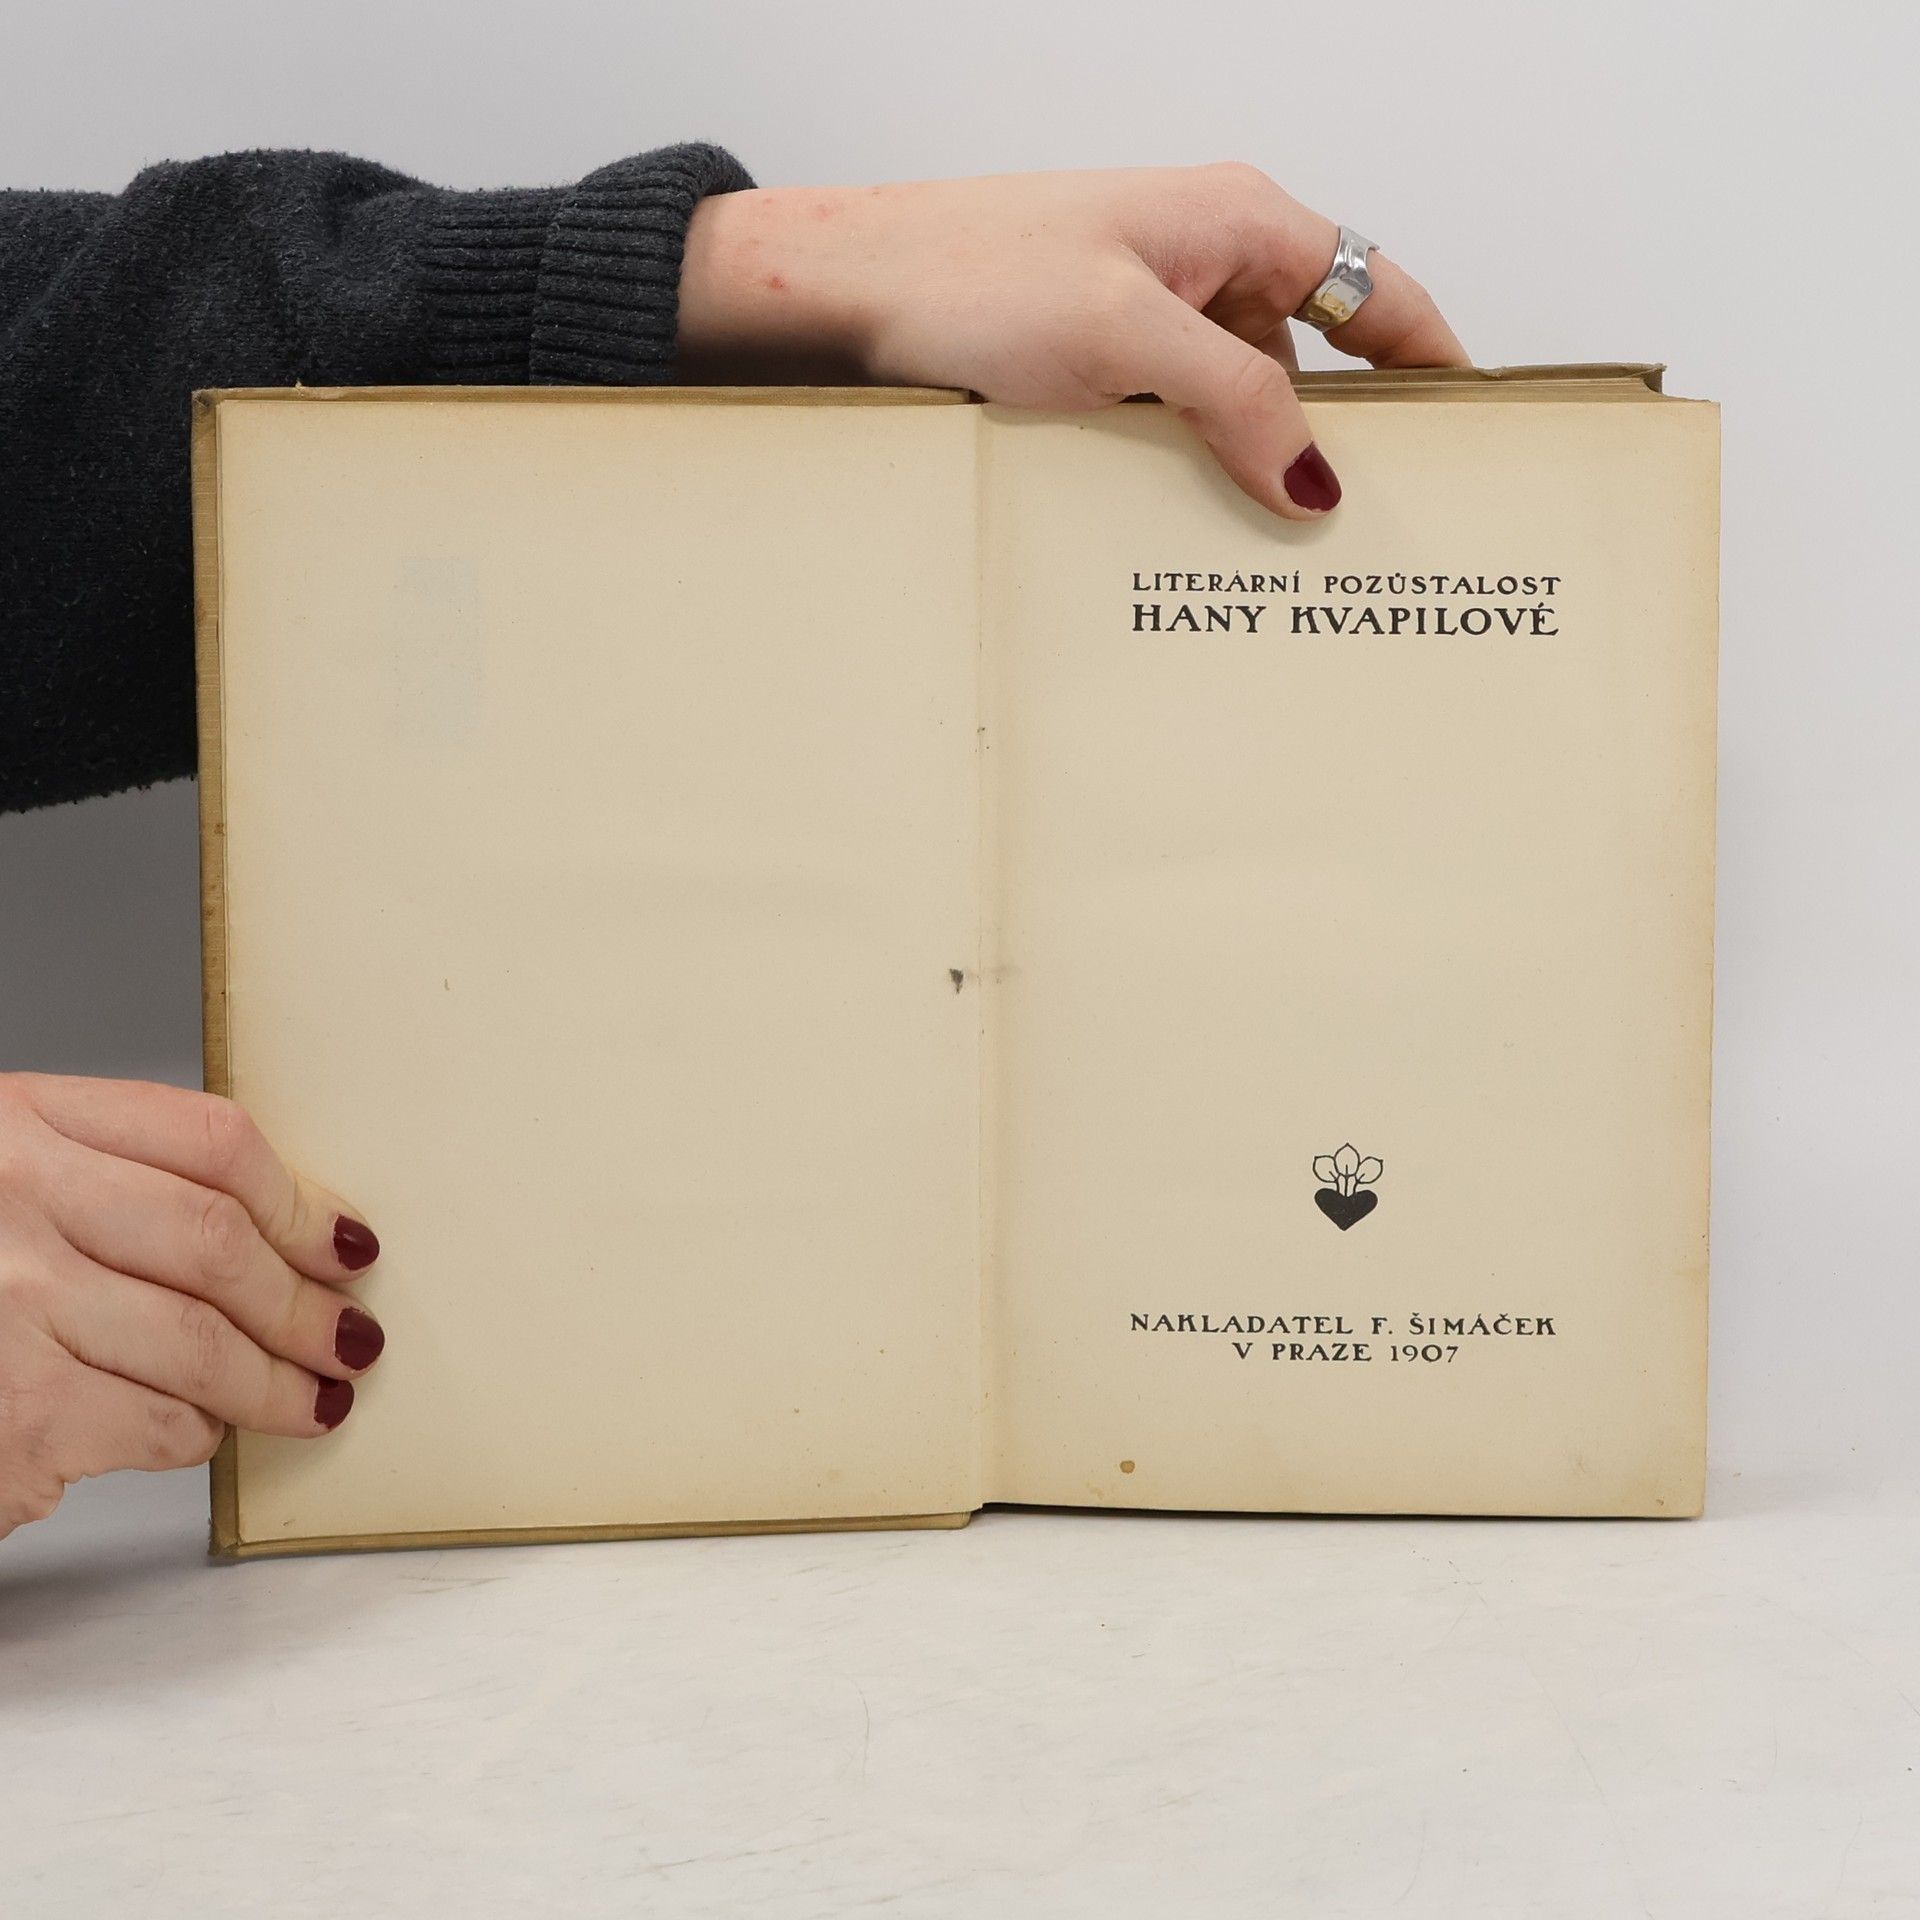 LITERÁRNÍ POZŮSTALOST
HANY KVAPILOVÉ
NAKLADATEL F. ŠIMÁČEK
V PRAZE 1907